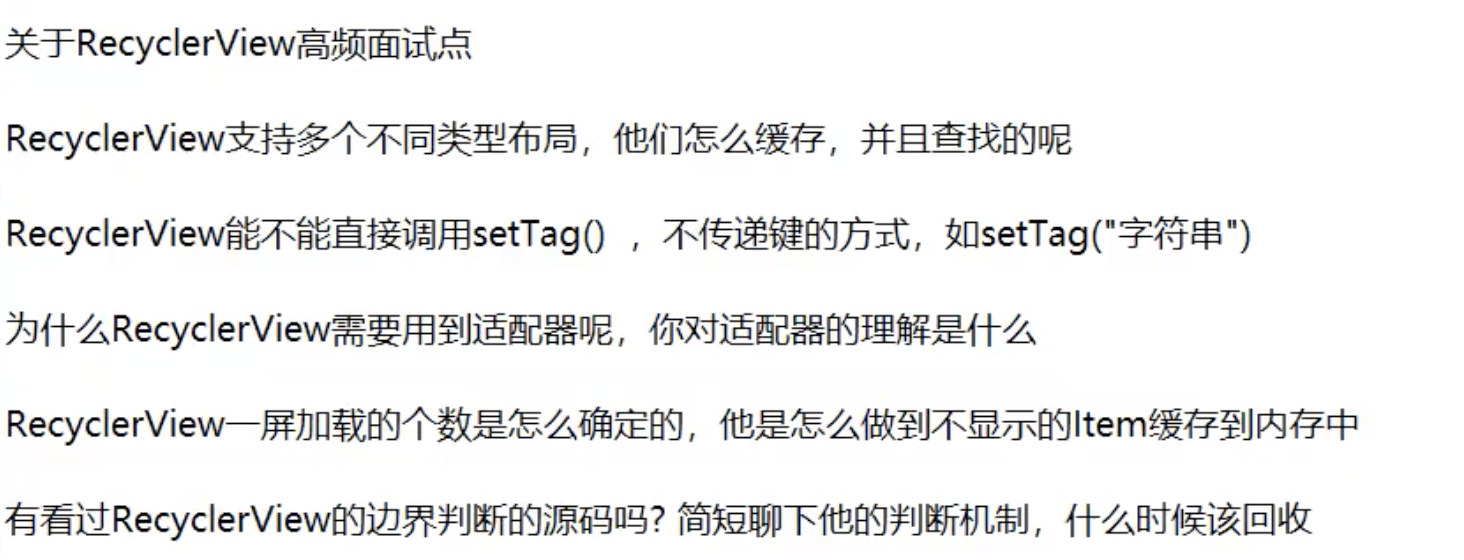 关于RecyclerView高频面试点
RecyclerView支持多个不同类型布局，他们怎么缓存，并且查找的呢
RecyclerView能不能直接调用setTag() ，不传递键的方式，如setTag("字符串")
为什么RecyclerView需要用到适配器呢，你对适配器的理解是什么
RecyclerView一屏加载的个数是怎么确定的，他是怎么做到不显示的Item缓存到内存中
有看过RecyclerView的边界判断的源码吗? 简短聊下他的判断机制，什么时候该回收